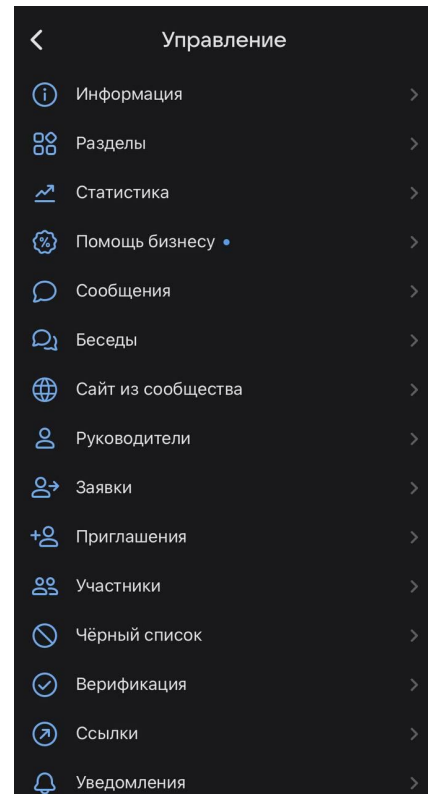 Управление
Информация
Разделы
Статистика
Помощь бизнесу
Сообщения
Беседы
Сайт из сообщества
Руководители
Заявки
Приглашения
Участники
Чёрный список
Верификация
Ссылки
Уведомления